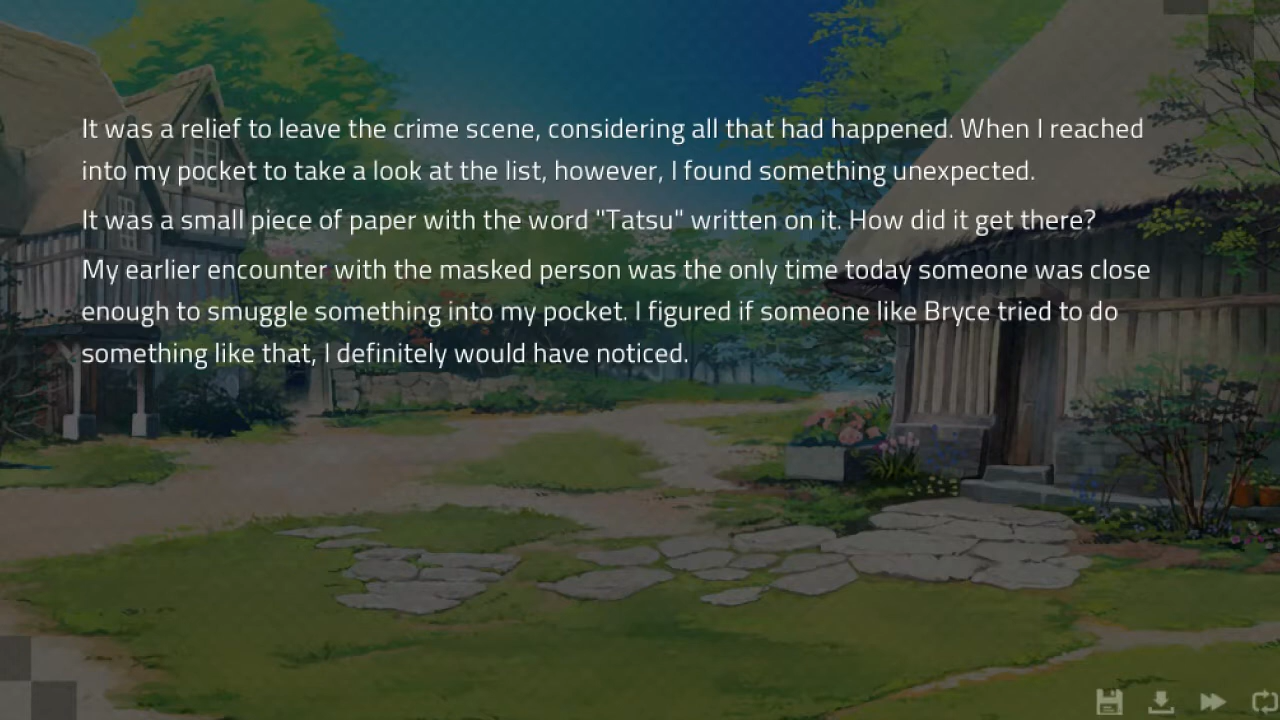 It was a relief to leave the crime scene, considering all that had happened. When I reached
into my pocket to take a look at the list, however, I found something unexpected.
It was a small piece of paper with the word "Tatsu" written on it. How did it get there?
My earlier encounter with the masked person was the only time today someone was close
enough to smuggle something into my pocket. I figured if someone like Bryce tried to do
something like that, I definitely would have noticed.